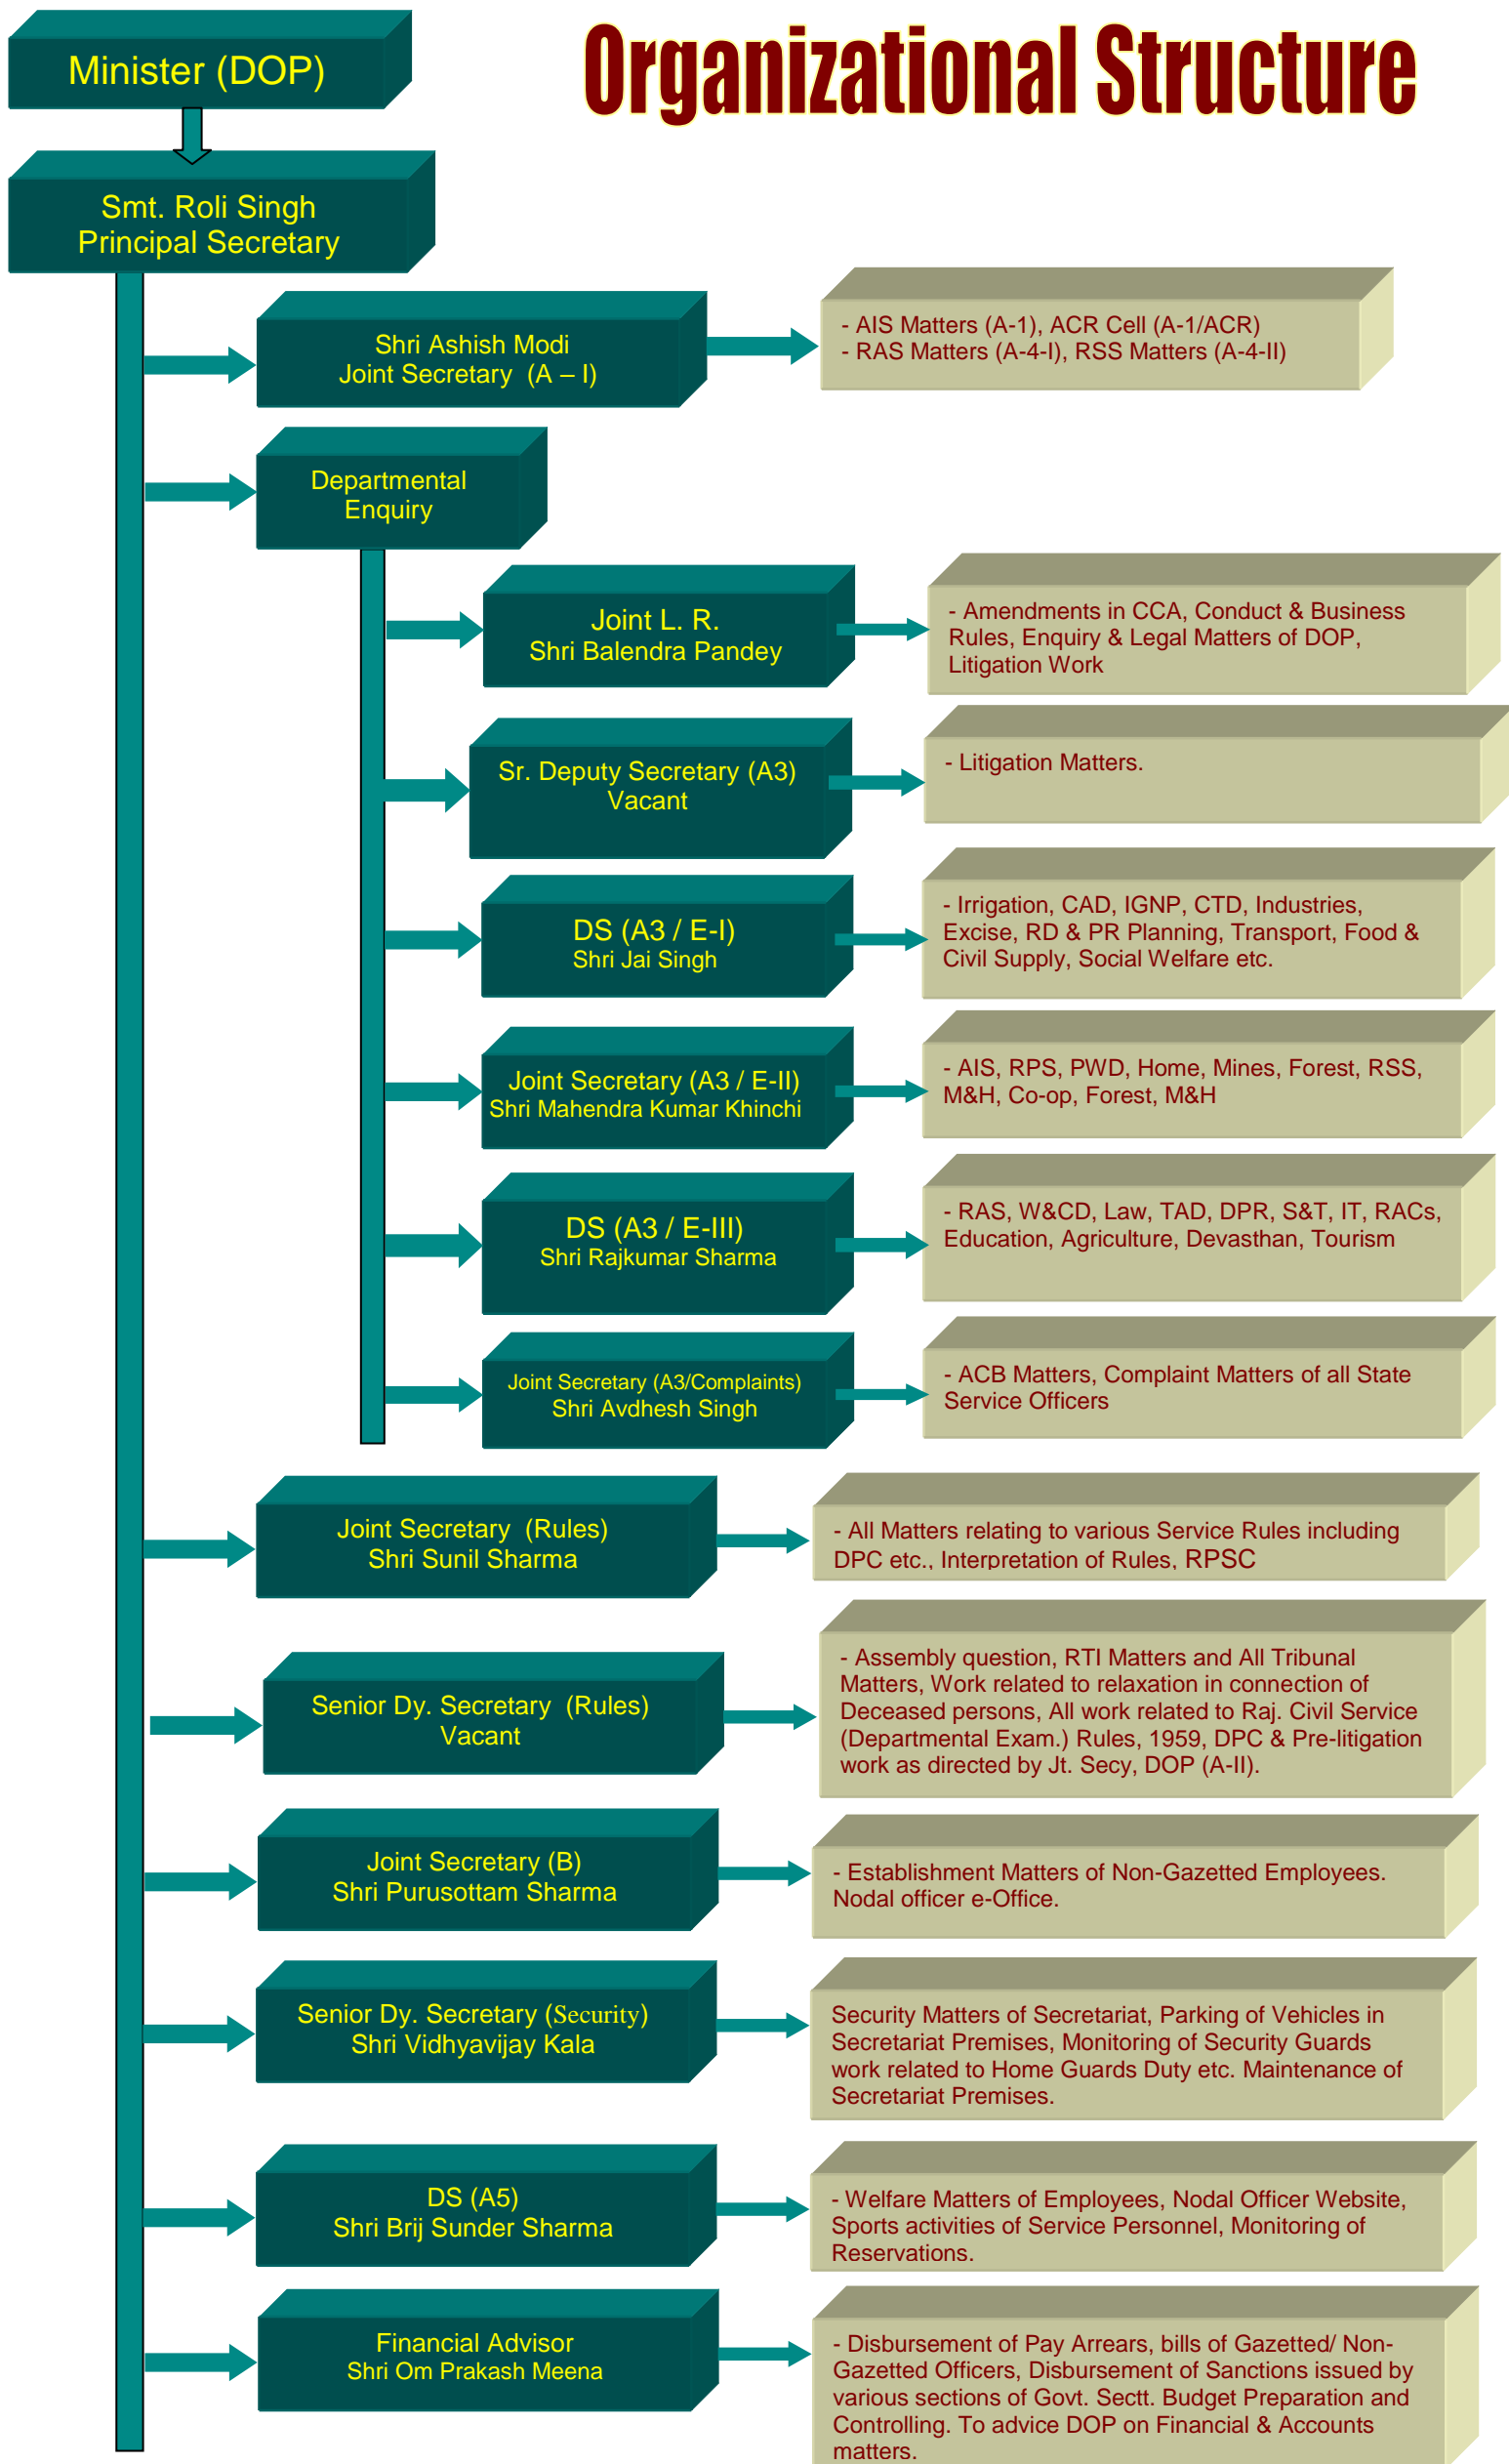 Organizational Structure
Minister (DOP)
Smt. Roli Singh
Principal Secretary
Shri Ashish Modi
Joint Secretary (A – I)
- AIS Matters (A-1), ACR Cell (A-1/ACR)
- RAS Matters (A-4-I), RSS Matters (A-4-II)
Departmental
Enquiry
Joint L. R.
Shri Balendra Pandey
- Amendments in CCA, Conduct & Business
Rules, Enquiry & Legal Matters of DOP,
Litigation Work
Sr. Deputy Secretary (A3)
Vacant
- Litigation Matters.
DS (A3 / E-I)
Shri Jai Singh
- Irrigation, CAD, IGNP, CTD, Industries,
Excise, RD & PR Planning, Transport, Food &
Civil Supply, Social Welfare etc.
Joint Secretary (A3 / E-II)
Shri Mahendra Kumar Khinchi
- AIS, RPS, PWD, Home, Mines, Forest, RSS,
M&H, Co-op, Forest, M&H
DS (A3 / E-III)
Shri Rajkumar Sharma
- RAS, W&CD, Law, TAD, DPR, S&T, IT, RACs,
Education, Agriculture, Devasthan, Tourism
Joint Secretary (A3/Complaints)
Shri Avdhesh Singh
- ACB Matters, Complaint Matters of all State
Service Officers
Joint Secretary (Rules)
Shri Sunil Sharma
- All Matters relating to various Service Rules including
DPC etc., Interpretation of Rules, RPSC
Senior Dy. Secretary (Rules)
Vacant
- Assembly question, RTI Matters and All Tribunal
Matters, Work related to relaxation in connection of
Deceased persons, All work related to Raj. Civil Service
(Departmental Exam.) Rules, 1959, DPC & Pre-litigation
work as directed by Jt. Secy, DOP (A-II).
Joint Secretary (B)
Shri Purusottam Sharma
- Establishment Matters of Non-Gazetted Employees.
Nodal officer e-Office.
Senior Dy. Secretary (Security)
Shri Vidhyavijay Kala
Security Matters of Secretariat, Parking of Vehicles in
Secretariat Premises, Monitoring of Security Guards
work related to Home Guards Duty etc. Maintenance of
Secretariat Premises.
DS (A5)
Shri Brij Sunder Sharma
- Welfare Matters of Employees, Nodal Officer Website,
Sports activities of Service Personnel, Monitoring of
Reservations.
Financial Advisor
Shri Om Prakash Meena
- Disbursement of Pay Arrears, bills of Gazetted/ Non-
Gazetted Officers, Disbursement of Sanctions issued by
various sections of Govt. Sectt. Budget Preparation and
Controlling. To advice DOP on Financial & Accounts
matters.